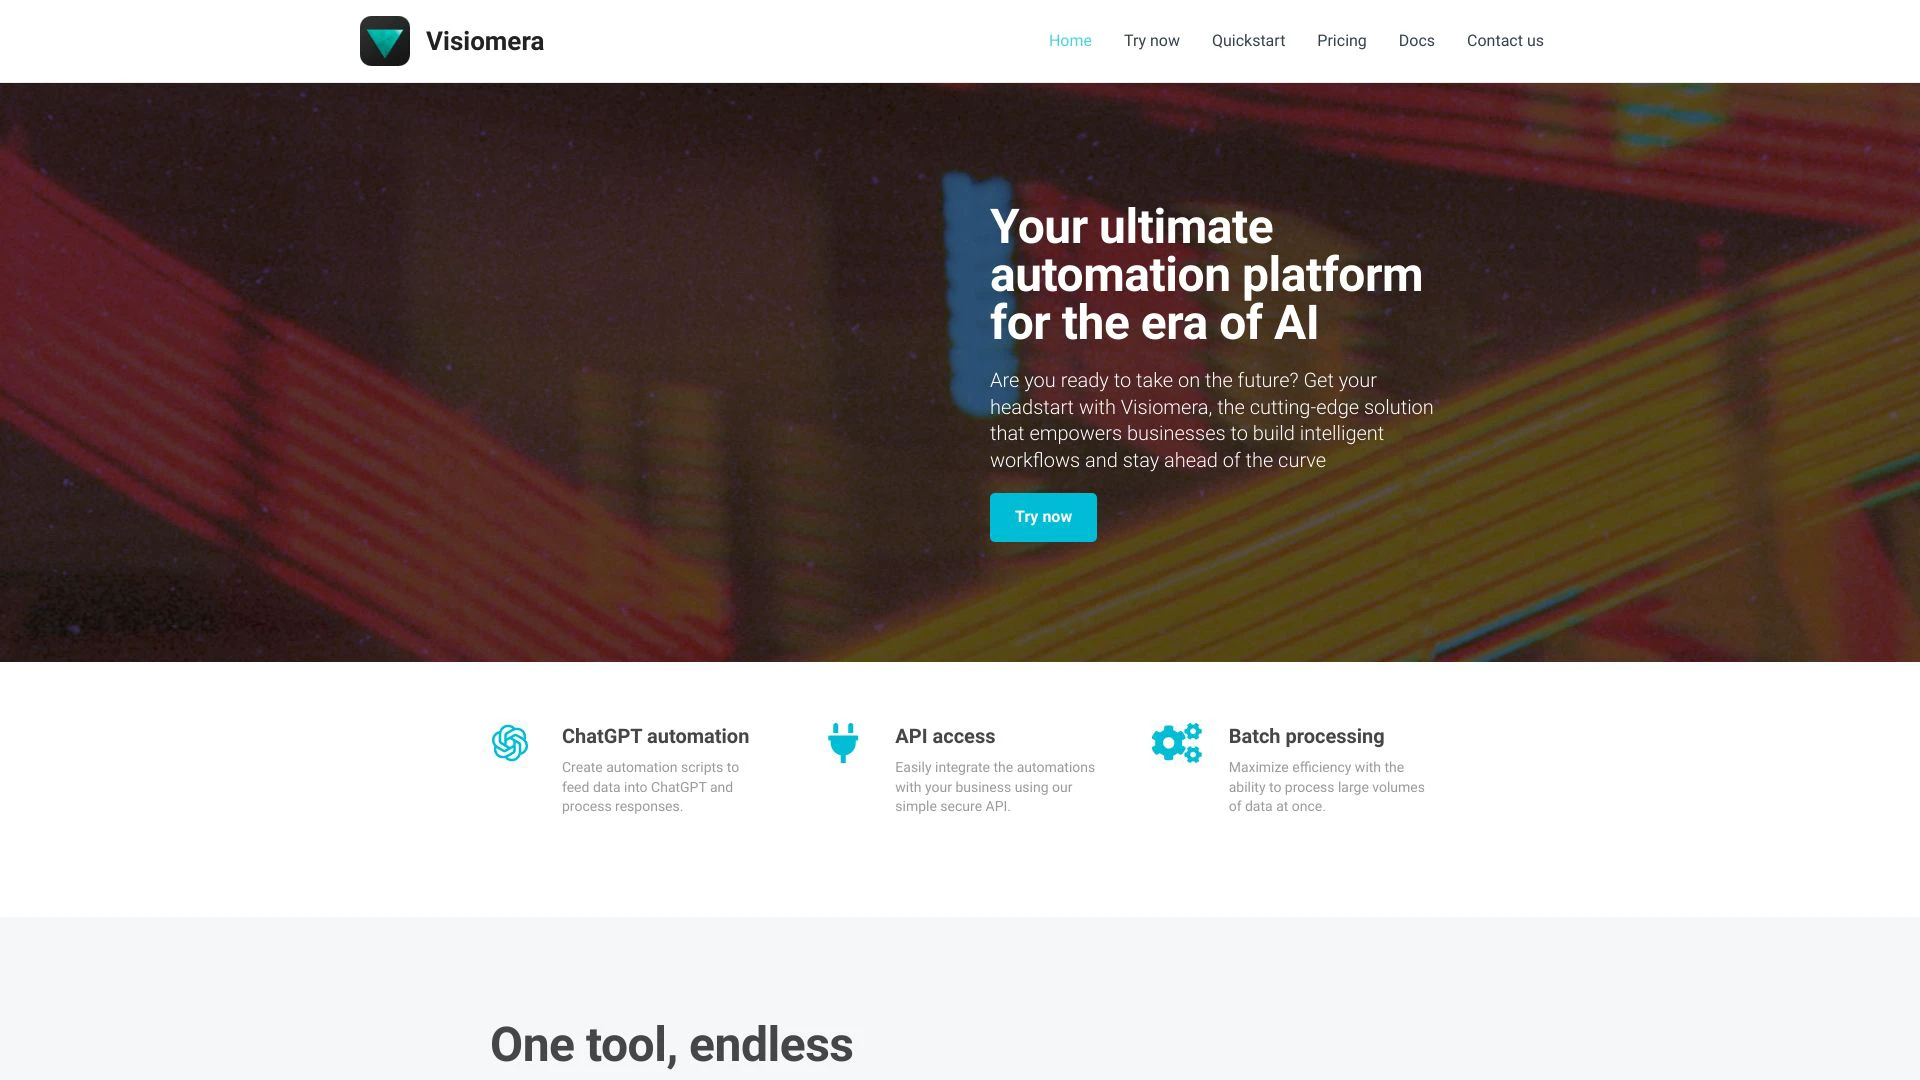 Visiomera
Home
Try now
Quickstart
Pricing
Docs
Contact us
Your ultimate
automation platform
for the era of AI
Are you ready to take on the future? Get your
headstart with Visiomera, the cutting-edge solution
that empowers businesses to build intelligent
workflows and stay ahead of the curve
Try now
ChatGPT automation
Create automation scripts to
feed data into ChatGPT and
process responses.
API access
Easily integrate the automations
with your business using our
simple secure API.
Batch processing
Maximize efficiency with the
ability to process large volumes
of data at once.
One tool, endless